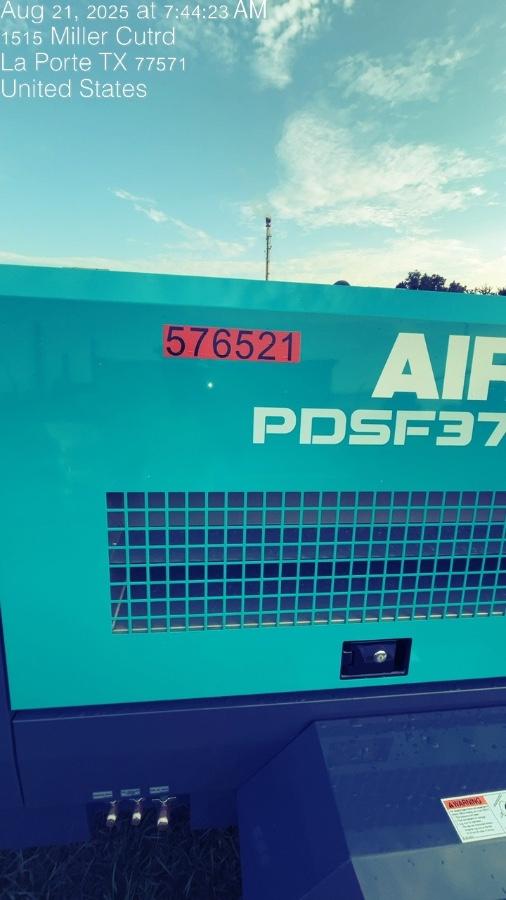 Aug 21, 2025 at 7:44:23 AM
1515 Miller Cutrd
La Porte TX 77571
United States
576521
AIR
PDSF37
WARNING